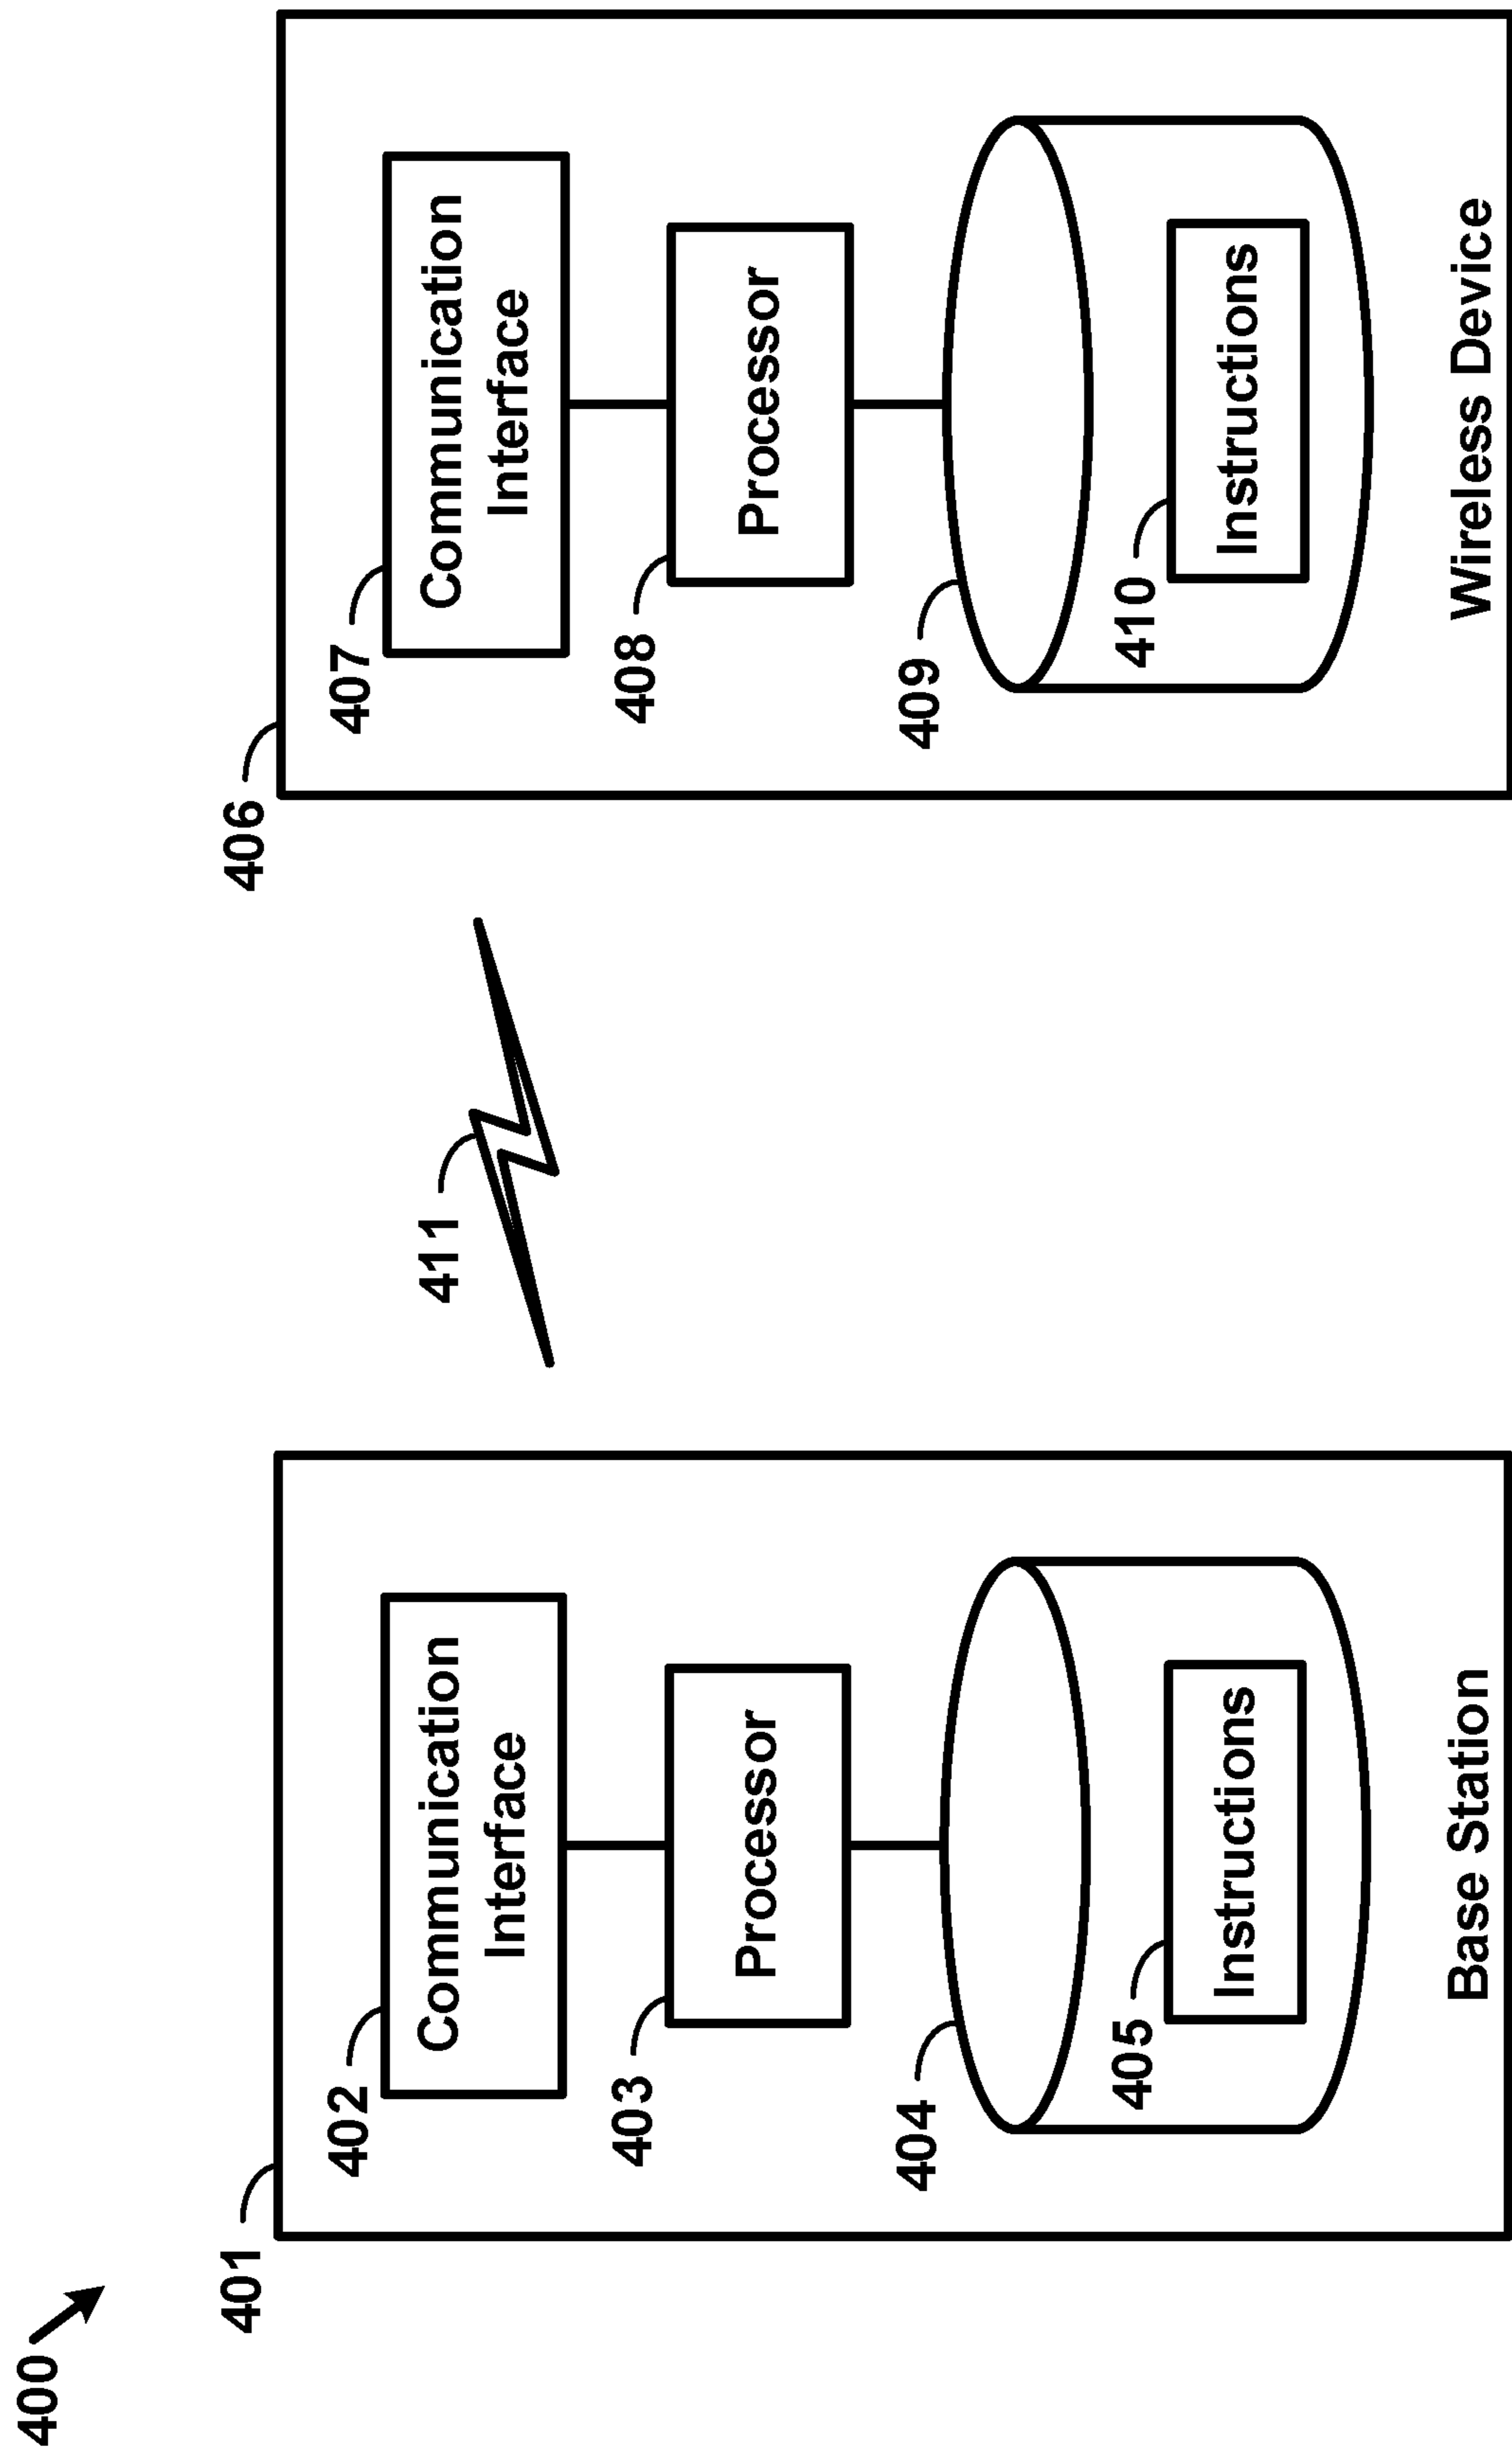 400
401
402
Communication
Interface
403
Processor
404
405
Instructions
Base Station
411
406
407
Communication
Interface
408
Processor
409
410
Instructions
Wireless Device